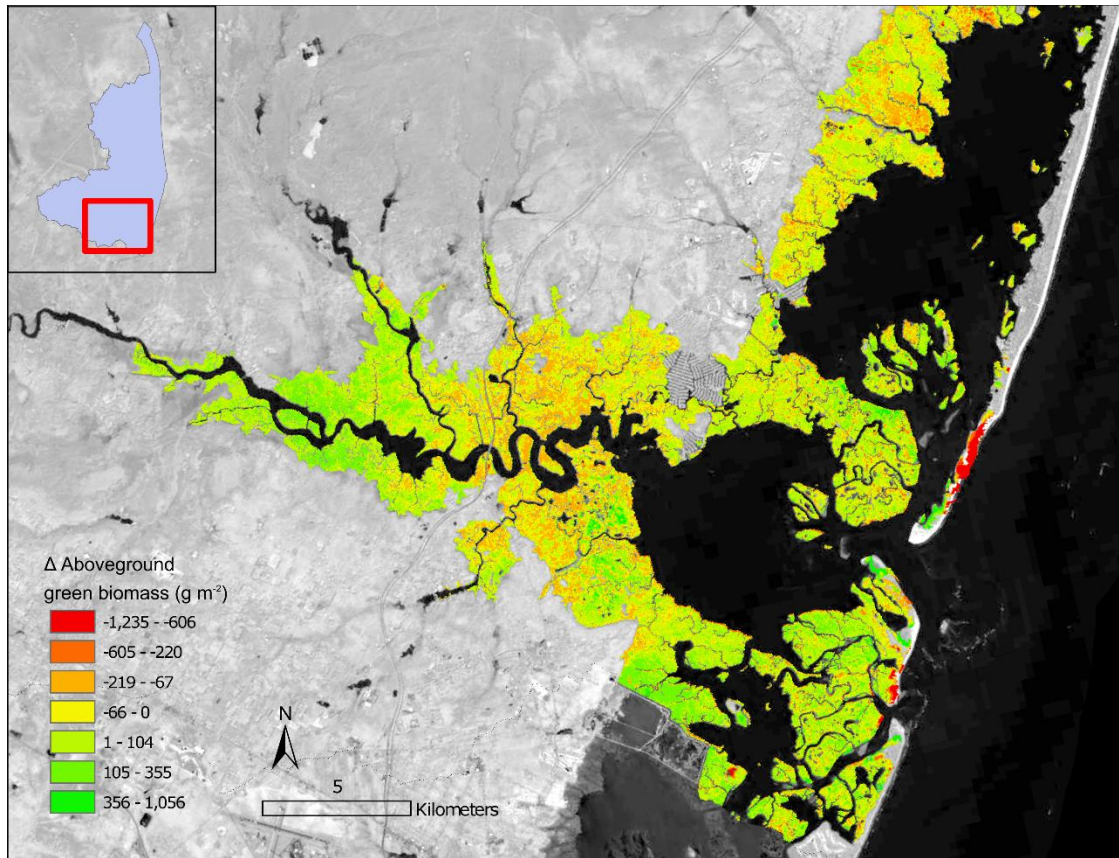 Δ Aboveground
green biomass (g m⁻²)
-1,235 - -606
-605 - -220
-219 - -67
-66 - 0
1 - 104
105 - 355
356 - 1,056
N
5
Kilometers